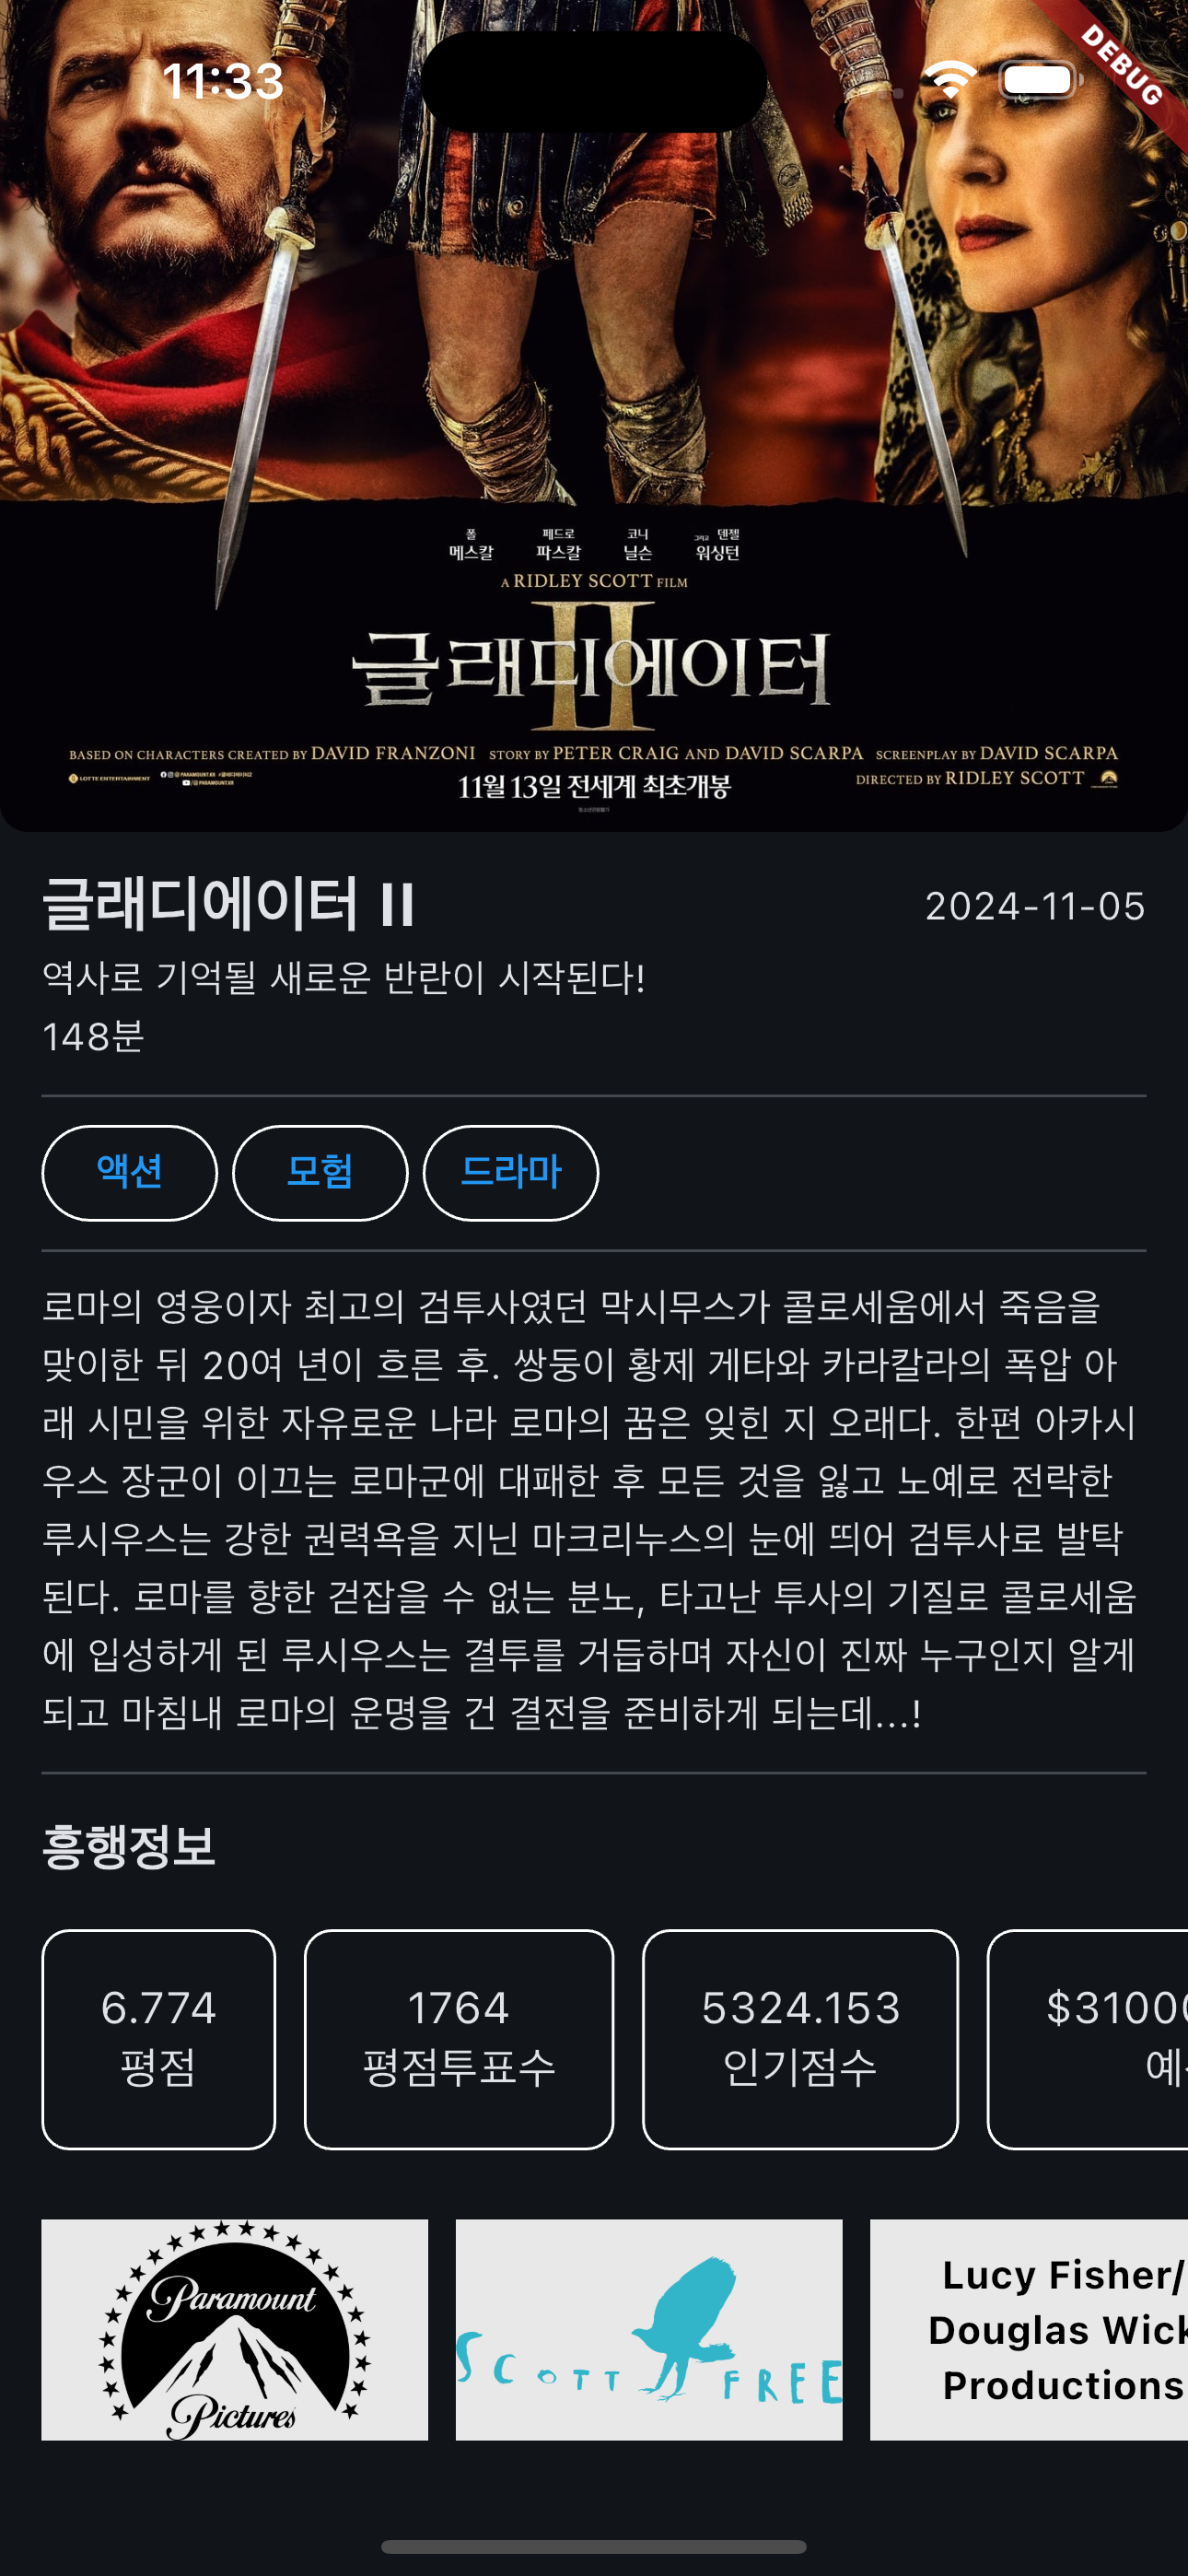 11:33
DEBUG
폴 페드로 코니 그리고 덴젤
메스칼 파스칼 닐슨 워싱턴
A RIDLEY SCOTT FILM
II
글래디에이터
BASED ON CHARACTERS CREATED BY DAVID FRANZONI STORY BY PETER CRAIG AND DAVID SCARPA SCREENPLAY BY DAVID SCARPA
LOTTE ENTERTAINMENT
11월 13일 전세계 최초개봉
DIRECTED BY RIDLEY SCOTT
글래디에이터 II
2024-11-05
역사로 기억될 새로운 반란이 시작된다!
148분
액션 모험 드라마
로마의 영웅이자 최고의 검투사였던 막시무스가 콜로세움에서 죽음을
맞이한 뒤 20여 년이 흐른 후. 쌍둥이 황제 게타와 카라칼라의 폭압 아
래 시민을 위한 자유로운 나라 로마의 꿈은 잊힌 지 오래다. 한편 아카시
우스 장군이 이끄는 로마군에 대패한 후 모든 것을 잃고 노예로 전락한
루시우스는 강한 권력욕을 지닌 마크리누스의 눈에 띄어 검투사로 발탁
된다. 로마를 향한 걷잡을 수 없는 분노, 타고난 투사의 기질로 콜로세움
에 입성하게 된 루시우스는 결투를 거듭하며 자신이 진짜 누구인지 알게
되고 마침내 로마의 운명을 건 결전을 준비하게 되는데...!
흥행정보
6.774 1764 5324.153 $3100
평점 평점투표수 인기점수 예
Paramount
Pictures
SCOTT FREE
Lucy Fisher/
Douglas Wick
Productions